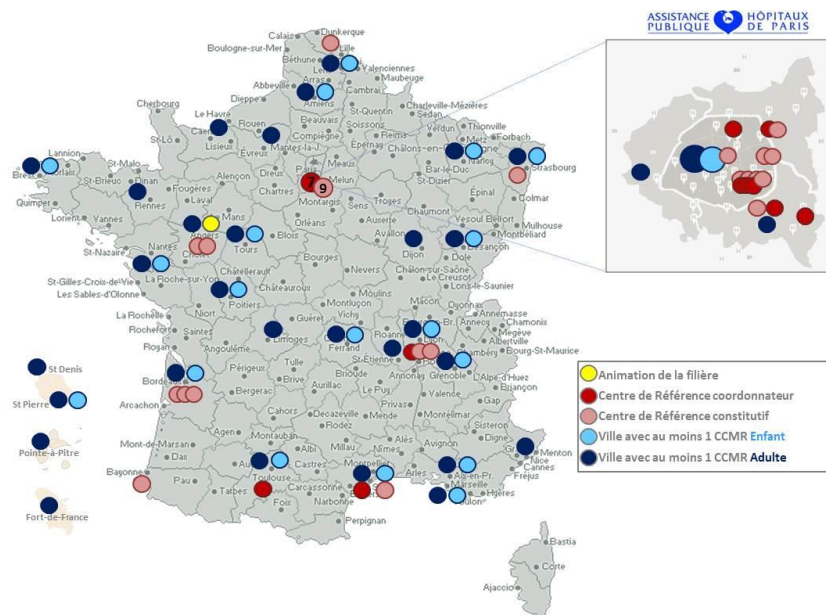 ASSISTANCE PUBLIQUE
HÔPITAUX DE PARIS
Dunkerque
Calais
Lille
Boulogne-sur-Mer
Béthune
Valenciennes
Maubeuge
Arras
Abbeville
Cambrai
Amiens
Dieppe
St-Quentin
Charleville-Mézières
Sedan
Cherbourg
Le Havre
Rouen
Beauvais
Soissons
Compiègne
Reims
Thionville
Forbach
Verdun
Metz
St-Lô
Lisieux
Évreux
Mantes-la-J
Meaux
Épernay
Châlons-en
Bar-le-Duc
Nancy
Strasbourg
Lannion
Morlaix
Brest
St-Malo
St-Brieuc
Dinan
Alençon
Dreux
Paris
Melun
St-Dizier
Épinal
Colmar
7
9
Fougères
Laval
Chartres
Montargis
Sens
Troyes
Chaumont
Quimper
Rennes
Mans
Orléans
Auxerre
Vesoul
Belfort
Mulhouse
Montbéliard
Lorient
Vannes
Angers
Blois
Avallon
Dijon
Besançon
Dole
St-Nazaire
Nantes
Cholet
Tours
Bourges
Nevers
Chalon-sur-Saône
Le Creusot
Lons-le-Saunier
St-Gilles-Croix-de-Vie
La Roche-sur-Yon
Les Sables-d'Olonne
Châtellerault
Poitiers
Châteauroux
Moulins
Montluçon
Macon
La Rochelle
Niort
Guéret
Vichy
Roanne
Annemasse
Annecy
Chamonix
Megève
Albertville
Bourg-St-Maurice
Rochefort
Saintes
Royan
Angoulême
Limoges
Ferrand
Lyon
St-Étienne
Tulle
Périgueux
Brive
Brioude
Le Puy
Annonay
Grenoble
L'Alpe-d'Huez
Briançon
Bordeaux
Bergerac
Aurillac
Privas
Valence
Gap
Arcachon
Cahors
Decazeville
Rodez
Mende
Montélimar
Sisteron
Digne
Mont-de-Marsan
Agen
Montauban
Albi
Millau
Alès
Nîmes
Avignon
Dax
Castres
Montpellier
Arles
Aix-en-Pr
Menton
Nice
Cannes
Fréjus
Bayonne
Pau
Tarbes
Toulouse
Carcassonne
Narbonne
Béziers
Marseille
Hyères
Toulon
Foix
Perpignan
Bastia
Corte
Ajaccio
St Denis
St Pierre
Pointe-à-Pitre
Fort-de-France
Animation de la filière
Centre de Référence coordonnateur
Centre de Référence constitutif
Ville avec au moins 1 CCMR Enfant
Ville avec au moins 1 CCMR Adulte